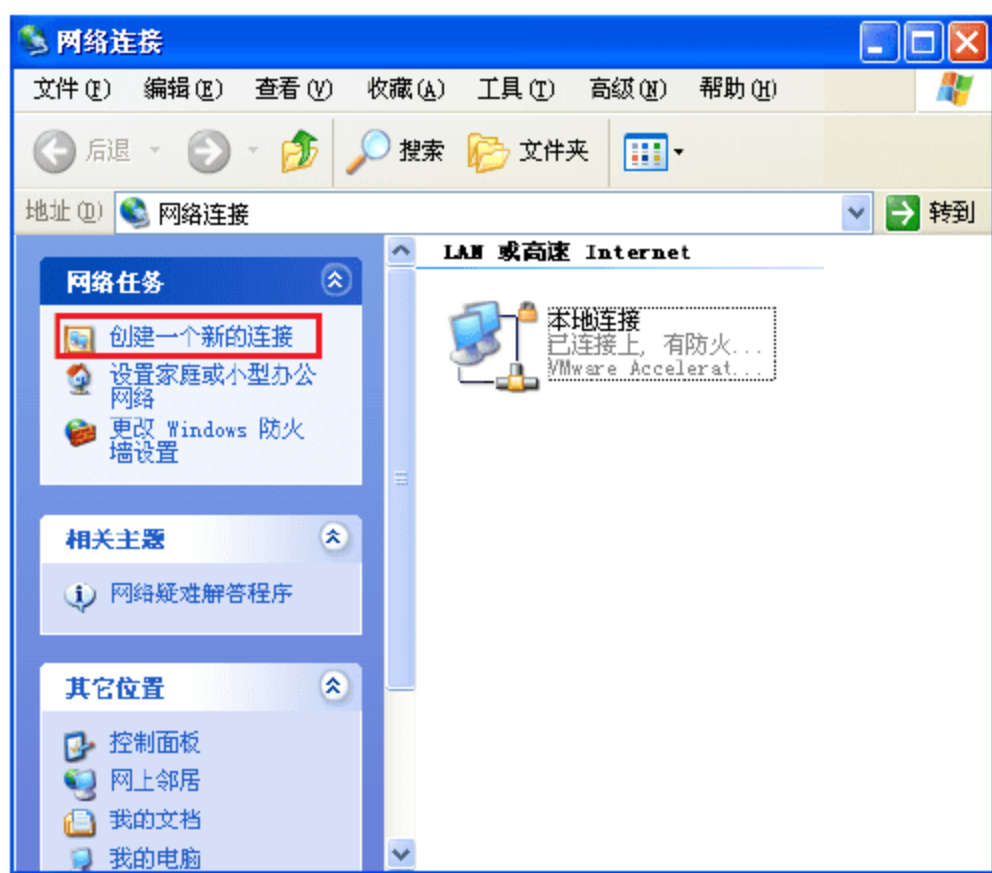 网络连接
文件(F) 编辑(E) 查看(V) 收藏(A) 工具(T) 高级(N) 帮助(H)
后退 搜索 文件夹
地址(D) 网络连接 转到
网络任务
创建一个新的连接
设置家庭或小型办公
网络
更改 Windows 防火
墙设置
相关主题
网络疑难解答程序
其它位置
控制面板
网上邻居
我的文档
我的电脑
LAN 或高速 Internet
本地连接
已连接上, 有防火...
VMware Accelerat...